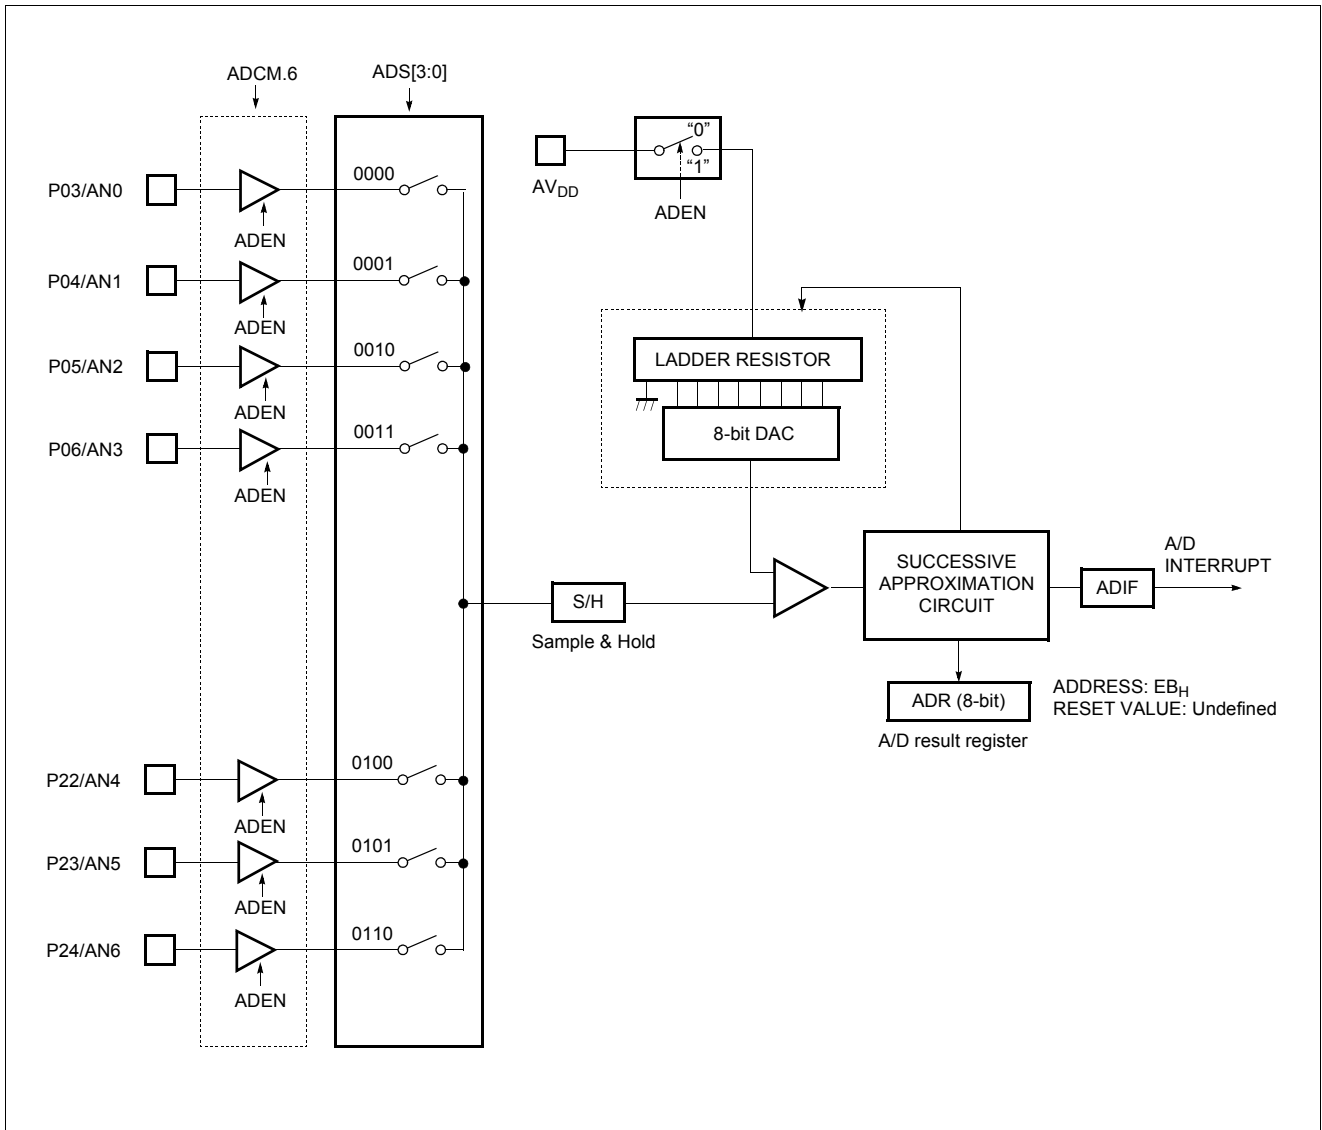 ADCM.6
ADS[3:0]
P03/AN0
ADEN
0000
P04/AN1
ADEN
0001
P05/AN2
ADEN
0010
P06/AN3
ADEN
0011
P22/AN4
ADEN
0100
P23/AN5
ADEN
0101
P24/AN6
ADEN
0110
AVDD
“0”
“1”
ADEN
LADDER RESISTOR
8-bit DAC
S/H
Sample & Hold
SUCCESSIVE
APPROXIMATION
CIRCUIT
ADIF
A/D
INTERRUPT
ADR (8-bit)
A/D result register
ADDRESS: EBH
RESET VALUE: Undefined